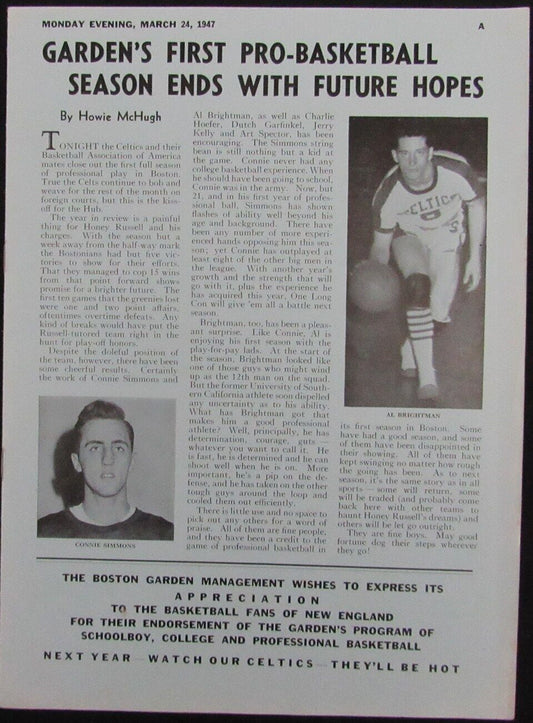 MONDAY EVENING, MARCH 24, 1947
A
GARDEN'S FIRST PRO-BASKETBALL
SEASON ENDS WITH FUTURE HOPES
By Howie McHugh
TONIGHT the Celtics and their
Basketball Association of America
mates close out the first full season
of professional play in Boston.
True the Celts continue to bob and
weave for the rest of the month on
foreign courts, but this is the kiss-
off for the Hub.
The year in review is a painful
thing for Honey Russell and his
charges. With the season but a
week away from the half-way mark
the Bostonians had but five vic-
tories to show for their efforts.
That they managed to cop 15 wins
from that point forward shows
promise for a brighter future. The
first ten games that the greenies lost
were one and two point affairs,
oftentimes overtime defeats. Any
kind of breaks would have put the
Russell-tutored team right in the
hunt for play-off honors.
Despite the doleful position of
the team, however, there have been
some cheerful results. Certainly
the work of Connie Simmons and
CONNIE SIMMONS
Al Brightman, as well as Charlie
Hoefer, Dutch Garfinkel, Jerry
Kelly and Art Spector, has been
encouraging. The Simmons string
bean is still nothing but a kid at
the game. Connie never had any
college basketball experience. When
he should have been going to school,
Connie was in the army. Now, but
21, and in his first year of profes-
sional ball, Simmons has shown
flashes of ability well beyond his
age and background. There have
been any number of more experi-
enced hands opposing him this sea-
son; yet Connie has outplayed at
least eight of the other big men in
the league. With another year's
growth and the strength that will
go with it, plus the experience he
has acquired this year, One Long
Con will give 'em all a battle next
season.
Brightman, too, has been a pleas-
ant surprise. Like Connie, Al is
enjoying his first season with the
play-for-pay lads. At the start of
the season, Brightman looked like
one of those guys who might wind
up as the 12th man on the squad.
But the former University of South-
ern California athlete soon dispelled
any uncertainty as to his ability.
What has Brightman got that
makes him a good professional
athlete? Well, principally, he has
determination, courage, guts —
whatever you want to call it. He
is fast, he is determined and he can
shoot well when he is on. More
important, he's a pip on the de-
fense, and he has taken on the other
tough guys around the loop and
cooled them out efficiently.
There is little use and no space to
pick out any others for a word of
praise. All of them are fine people,
and they have been a credit to the
game of professional basketball in
CELTICS
AL BRIGHTMAN
its first season in Boston. Some
have had a good season, and some
of them have been disappointed in
their showing. All of them have
kept swinging no matter how rough
the going has been. As to next
season, it's the same story as in all
sports — some will return, some
will be traded (and probably come
back here with other teams to
haunt Honey Russell's dreams) and
others will be let go outright.
They are fine boys. May good
fortune dog their steps wherever
they go!
THE BOSTON GARDEN MANAGEMENT WISHES TO EXPRESS ITS
APPRECIATION
TO THE BASKETBALL FANS OF NEW ENGLAND
FOR THEIR ENDORSEMENT OF THE GARDEN'S PROGRAM OF
SCHOOLBOY, COLLEGE AND PROFESSIONAL BASKETBALL
NEXT YEAR — WATCH OUR CELTICS — THEY'LL BE HOT